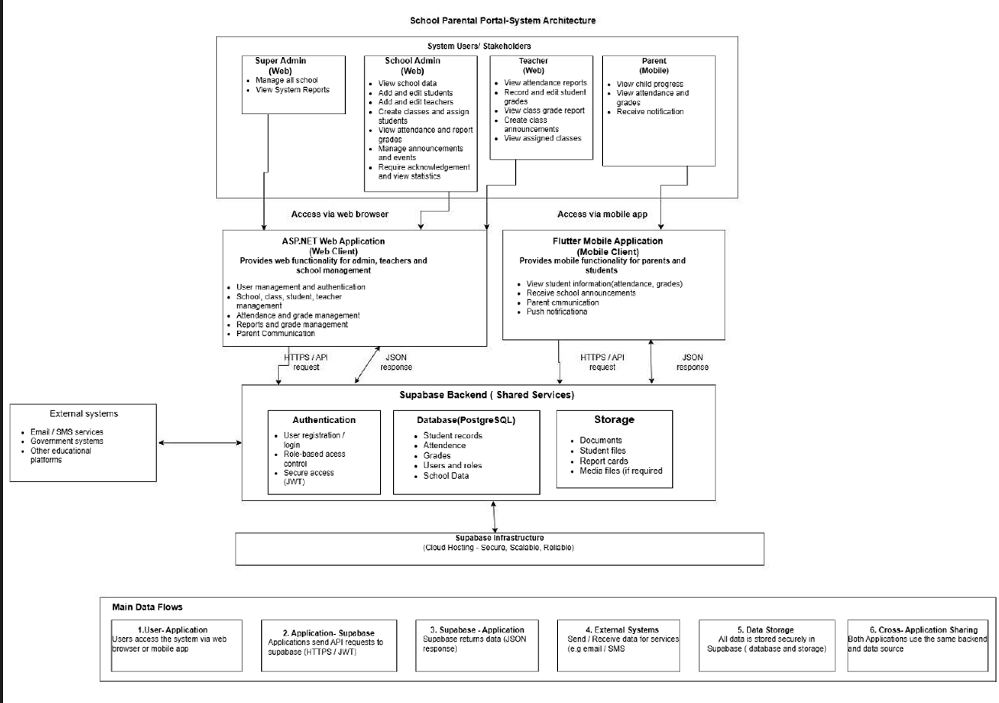 School Parental Portal-System Architecture
System Users/ Stakeholders
Super Admin
(Web)
• Manage all school
• View System Reports
School Admin
(Web)
• View school data
• Add and edit students
• Add and edit teachers
• Create classes and assign
students
• View attendance and report
grades
• Manage announcements
and events
• Require acknowledgement
and view statistics
Teacher
(Web)
• View attendance reports
• Record and edit student
grades
• View class grade report
• Create class
announcements
• View assigned classes
Parent
(Mobile)
• View child progress
• View attendance and
grades
• Receive notification
Access via web browser
Access via mobile app
ASP.NET Web Application
(Web Client)
Provides web functionality for admin, teachers and
school management
• User management and authentication
• School, class, student, teacher
management
• Attendance and grade management
• Reports and grade management
• Parent Communication
Flutter Mobile Application
(Mobile Client)
Provides mobile functionality for parents and
students
• View student information(attendance, grades)
• Receive school announcements
• Parent cmmunication
• Push notificationa
HTTPS / API
request
JSON
response
HTTPS / API
request
JSON
response
Supabase Backend ( Shared Services)
External systems
• Email / SMS services
• Government systems
• Other educational
platforms
Authentication
• User registration /
login
• Role-based acess
control
• Secure access
(JWT)
Database(PostgreSQL)
• Student records
• Attendence
• Grades
• Users and roles
• School Data
Storage
• Documents
• Student files
• Report cards
• Media files (if required
Supabase Infrastructure
(Cloud Hosting - Secure, Scalable, Reliable)
Main Data Flows
1.User- Application
Users access the system via web
browser or mobile app
2. Application- Supabase
Applications send API requests to
supabase (HTTPS / JWT)
3. Supabase - Application
Supabase returns data (JSON
response)
4. External Systems
Send / Receive data for services
(e.g email / SMS
5. Data Storage
All data is stored securely in
Supabase ( database and storage)
6. Cross- Application Sharing
Both Applications use the same backend
and data source